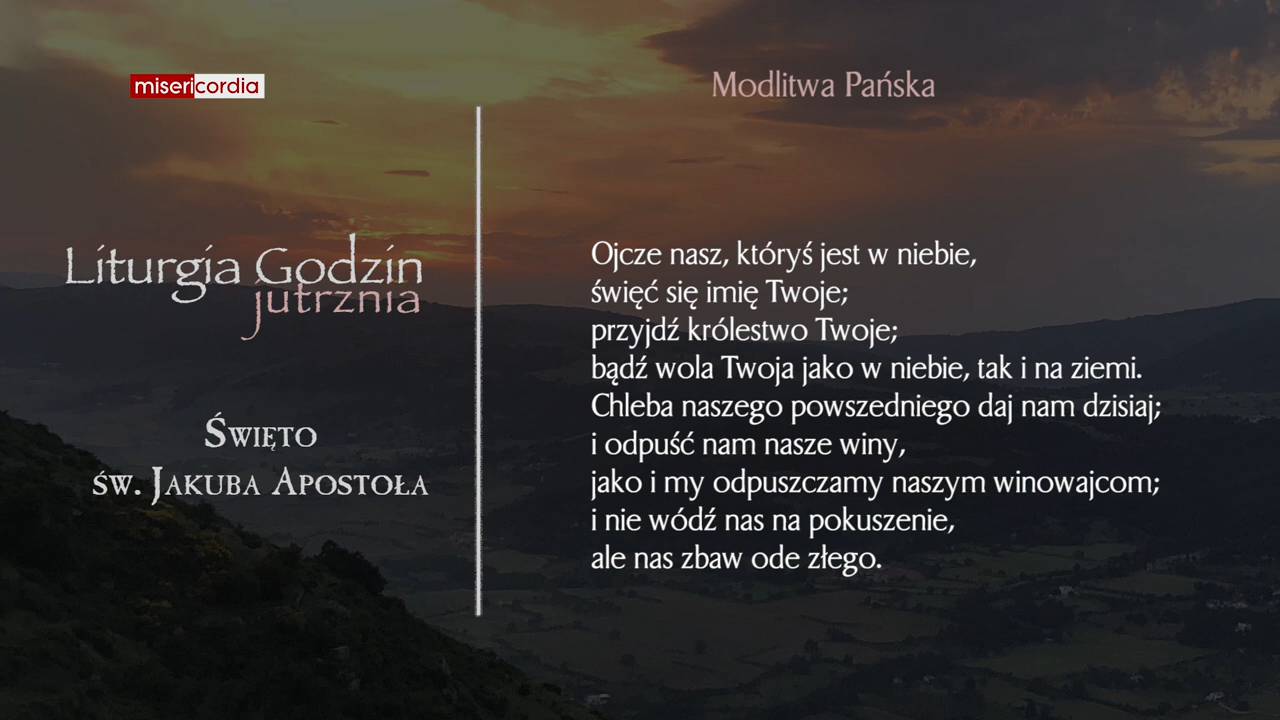 misericordia
Liturgia Godzin
jutrznia
Święto
św. Jakuba Apostoła
Modlitwa Pańska
Ojcze nasz, któryś jest w niebie,
święć się imię Twoje;
przyjdź królestwo Twoje;
bądź wola Twoja jako w niebie, tak i na ziemi.
Chleba naszego powszedniego daj nam dzisiaj;
i odpuść nam nasze winy,
jako i my odpuszczamy naszym winowajcom;
i nie wódź nas na pokuszenie,
ale nas zbaw ode złego.